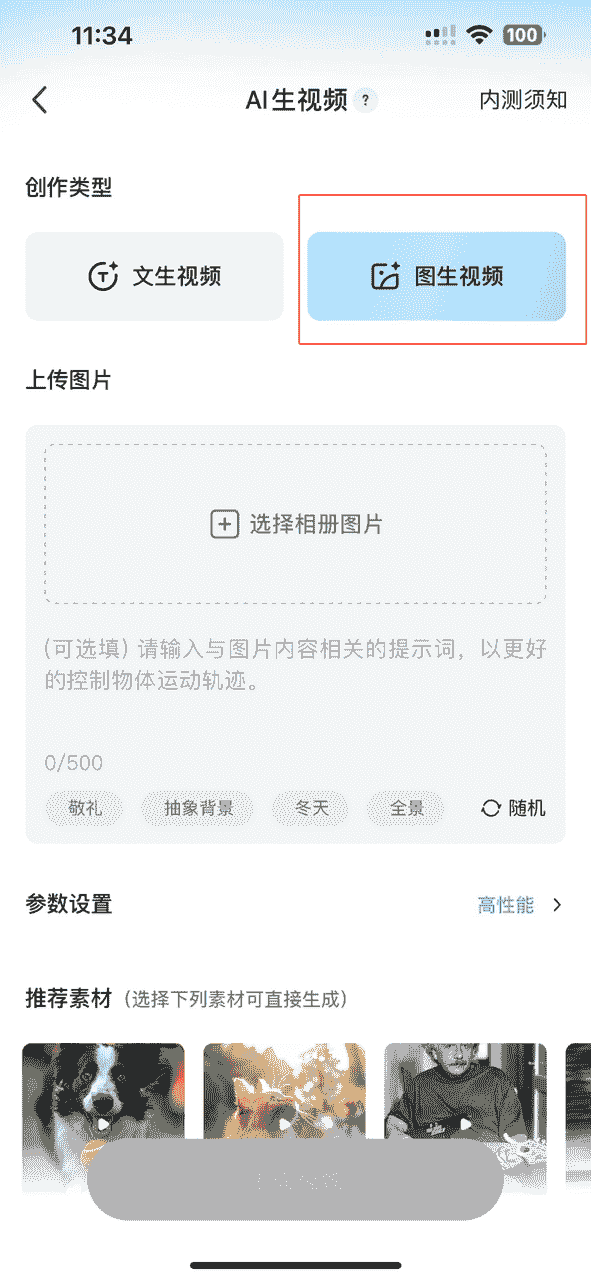 11:34
100
AI生视频 ?
内测须知
创作类型
文生视频
图生视频
上传图片
选择相册图片
(可选填) 请输入与图片内容相关的提示词，以更好
的控制物体运动轨迹。
0/500
敬礼 抽象背景 冬天 全景 随机
参数设置 高性能
推荐素材（选择下列素材可直接生成）